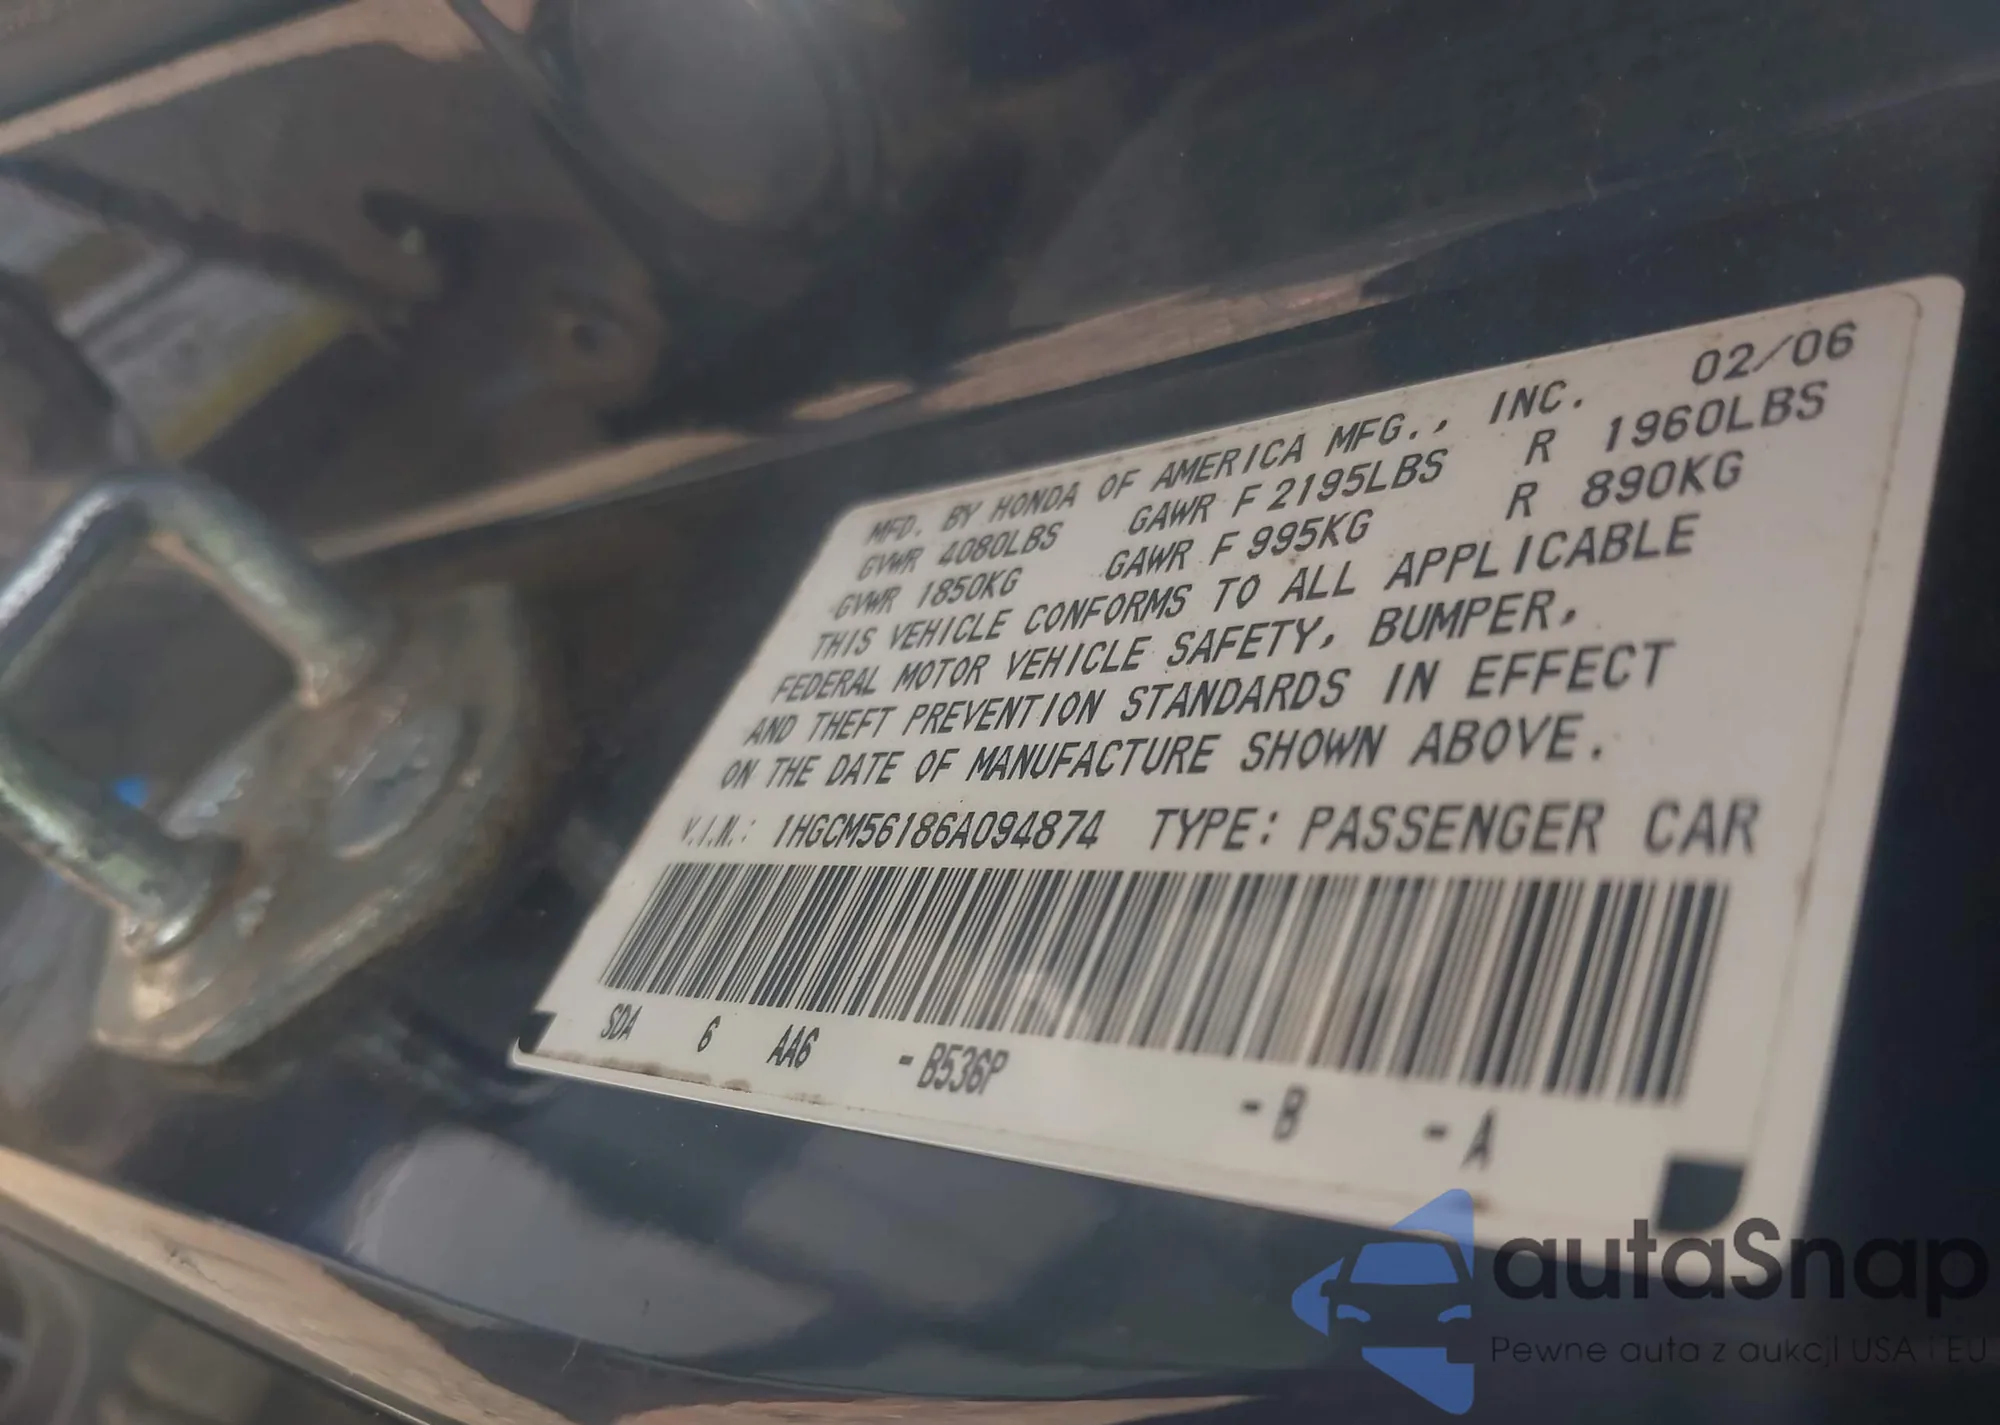 MFD. BY HONDA OF AMERICA MFG., INC. 02/06
GVWR 4080LBS GAWR F 2195LBS R 1960LBS
GVWR 1850KG GAWR F 995KG R 890KG
THIS VEHICLE CONFORMS TO ALL APPLICABLE
FEDERAL MOTOR VEHICLE SAFETY, BUMPER,
AND THEFT PREVENTION STANDARDS IN EFFECT
ON THE DATE OF MANUFACTURE SHOWN ABOVE.
V.I.N.: 1HGCM56186A094874 TYPE: PASSENGER CAR
SDA 6 AA6 -B536P -B -A
autaSnap
Pewne auta z aukcji USA i EU